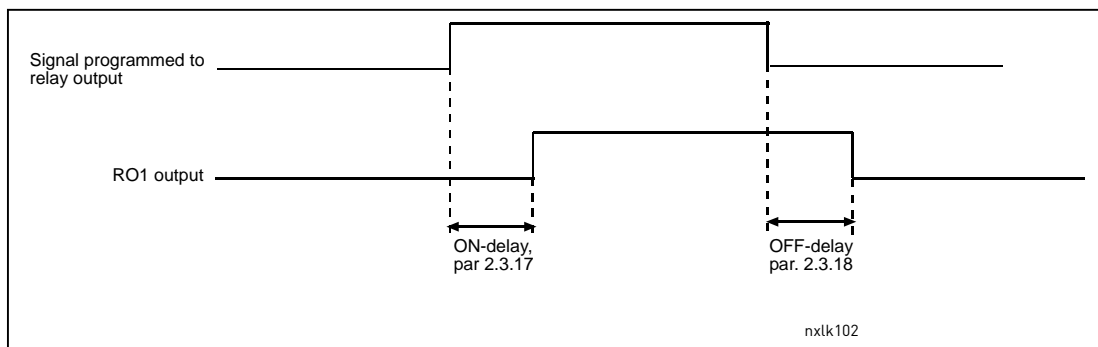 Signal programmed to
relay output
RO1 output
ON-delay,
par 2.3.17
OFF-delay
par. 2.3.18
nxlk102